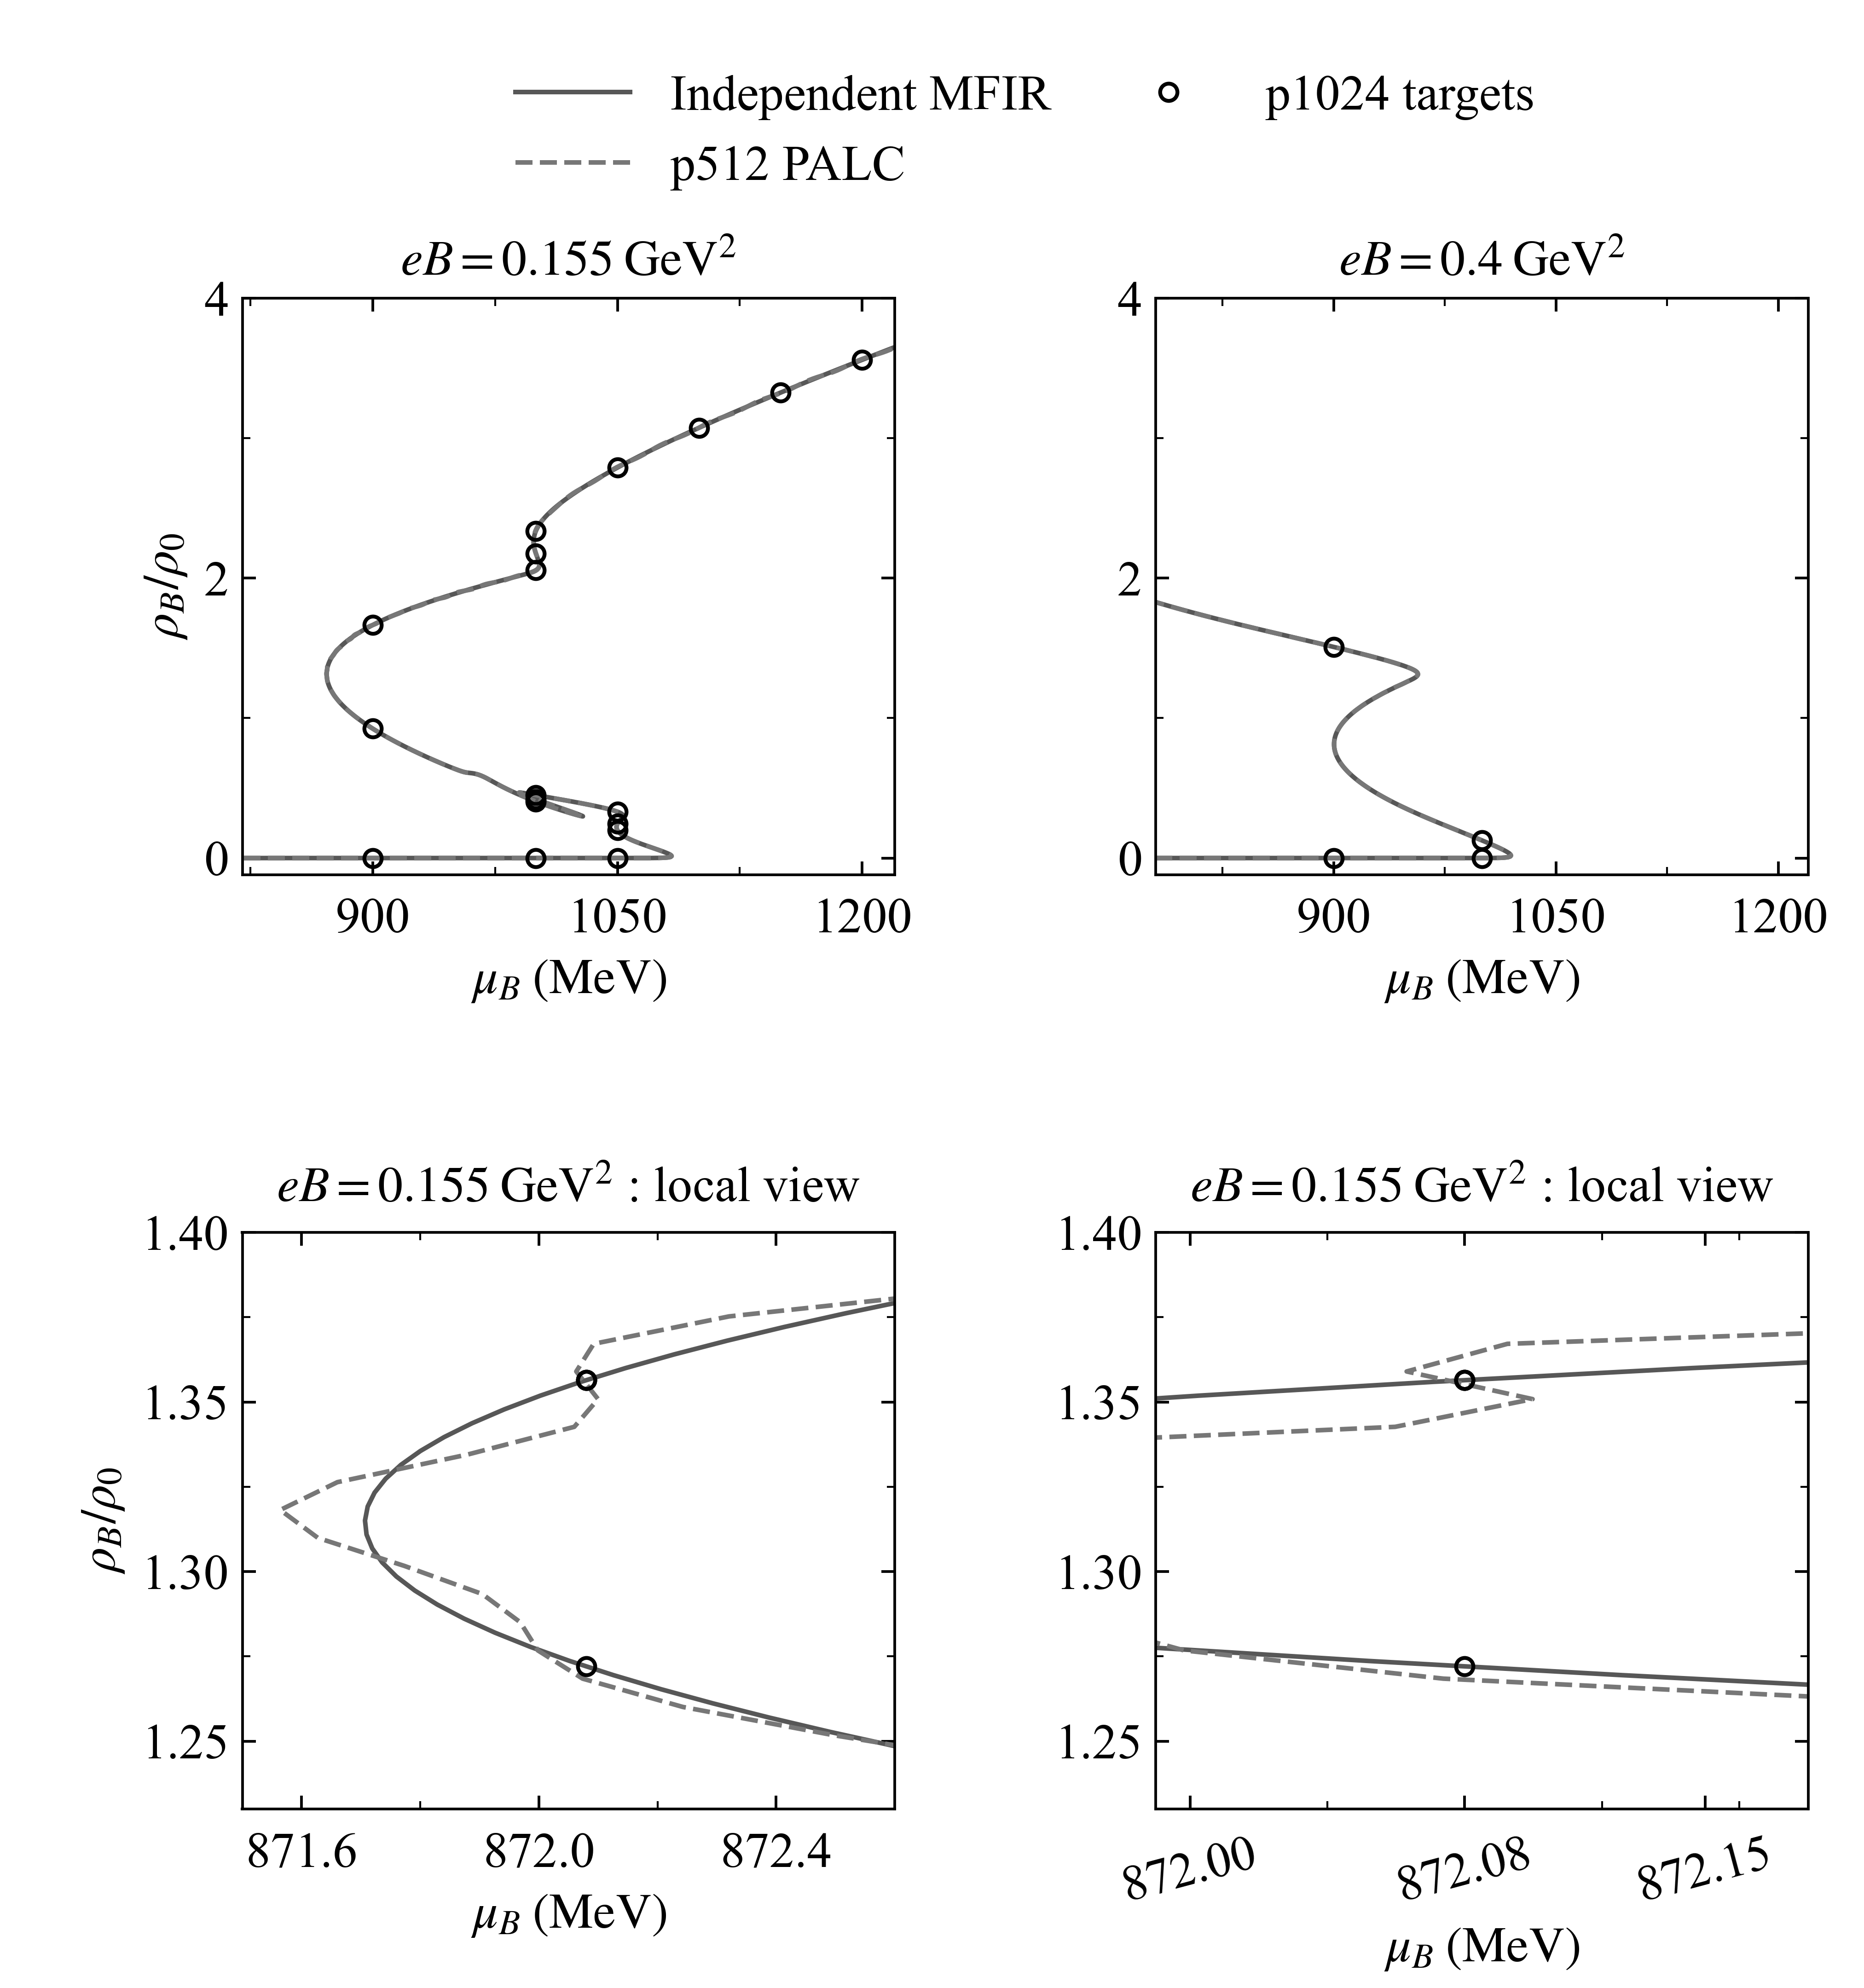 Independent MFIR
p512 PALC
p1024 targets
eB = 0.155 GeV²
4
2
0
ρB/ρ0
900 1050 1200
μB (MeV)
eB = 0.4 GeV²
4
2
0
900 1050 1200
μB (MeV)
eB = 0.155 GeV² : local view
1.40
1.35
1.30
1.25
ρB/ρ0
871.6 872.0 872.4
μB (MeV)
eB = 0.155 GeV² : local view
1.40
1.35
1.30
1.25
872.00 872.08 872.15
μB (MeV)